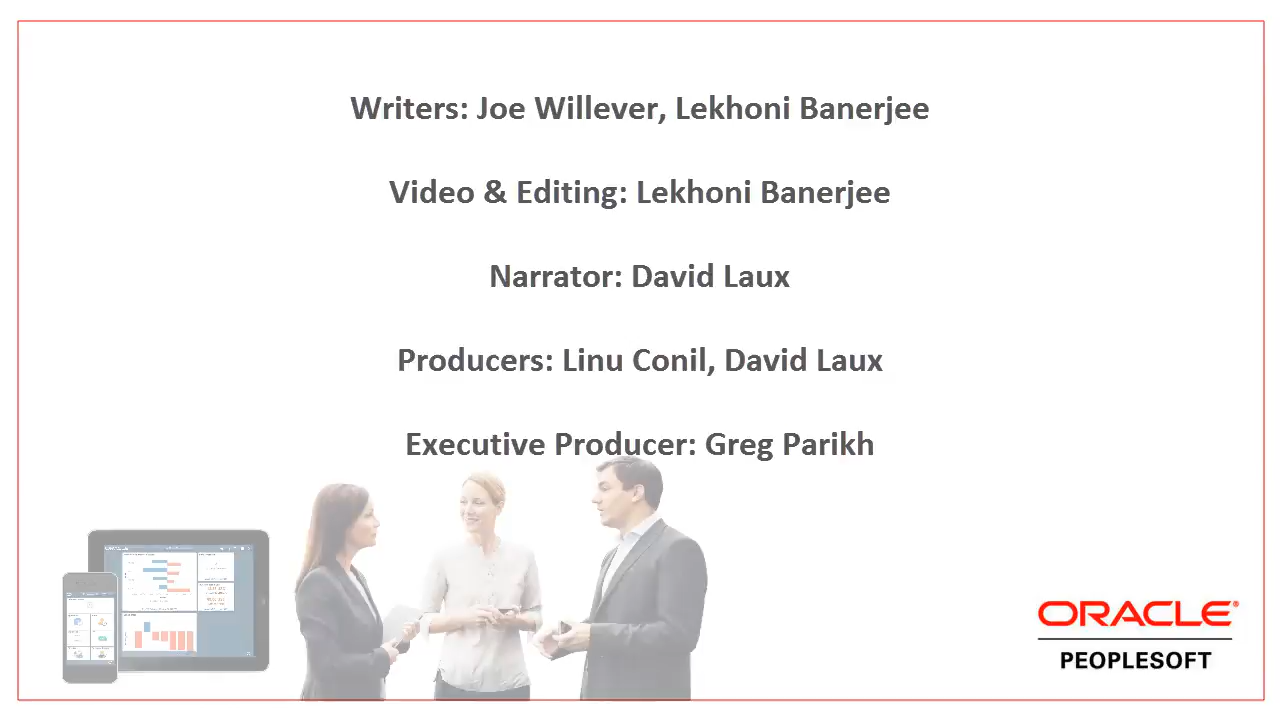 Writers: Joe Willever, Lekhoni Banerjee
Video & Editing: Lekhoni Banerjee
Narrator: David Laux
Producers: Linu Conil, David Laux
Executive Producer: Greg Parikh
ORACLE®
PEOPLESOFT